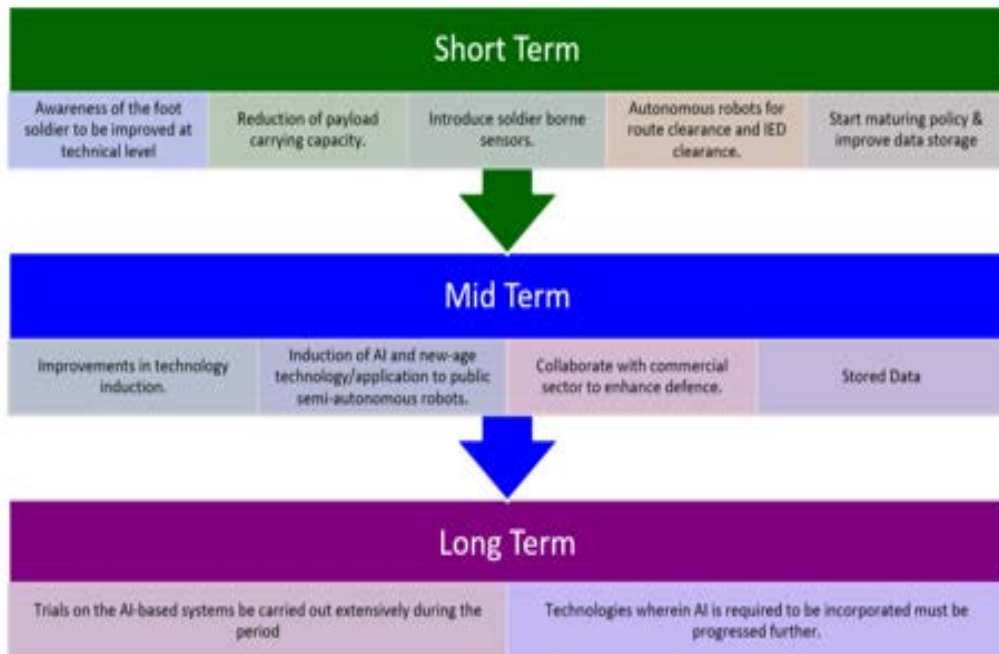 Short Term
Awareness of the foot
soldier to be improved at
technical level
Reduction of payload
carrying capacity.
Introduce soldier borne
sensors.
Autonomous robots for
route clearance and IED
clearance.
Start maturing policy &
improve data storage
Mid Term
Improvements in technology
induction.
Induction of AI and new-age
technology/application to public
semi-autonomous robots.
Collaborate with commercial
sector to enhance defence.
Stored Data
Long Term
Trials on the AI-based systems be carried out extensively during the
period
Technologies wherein AI is required to be incorporated must be
progressed further.